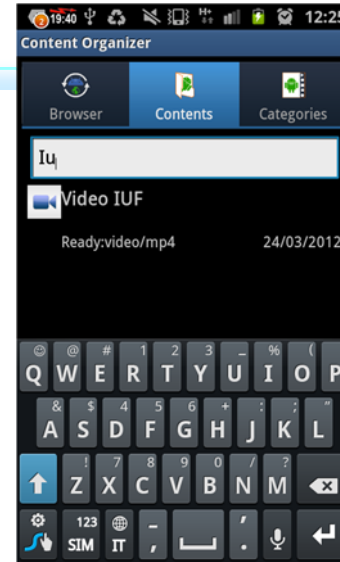 2 19:40 H+ 12:25
Content Organizer
Browser Contents Categories
Iu
Video IUF
Ready:video/mp4 24/03/2012
@ # 1 2 3 _ % (
Q W E R T Y U I O P
& $ 4 5 6 + : ; "
A S D F G H J K L
! 7 8 9 0 / ?
Z X C V B N M
123 – '
SIM IT , .